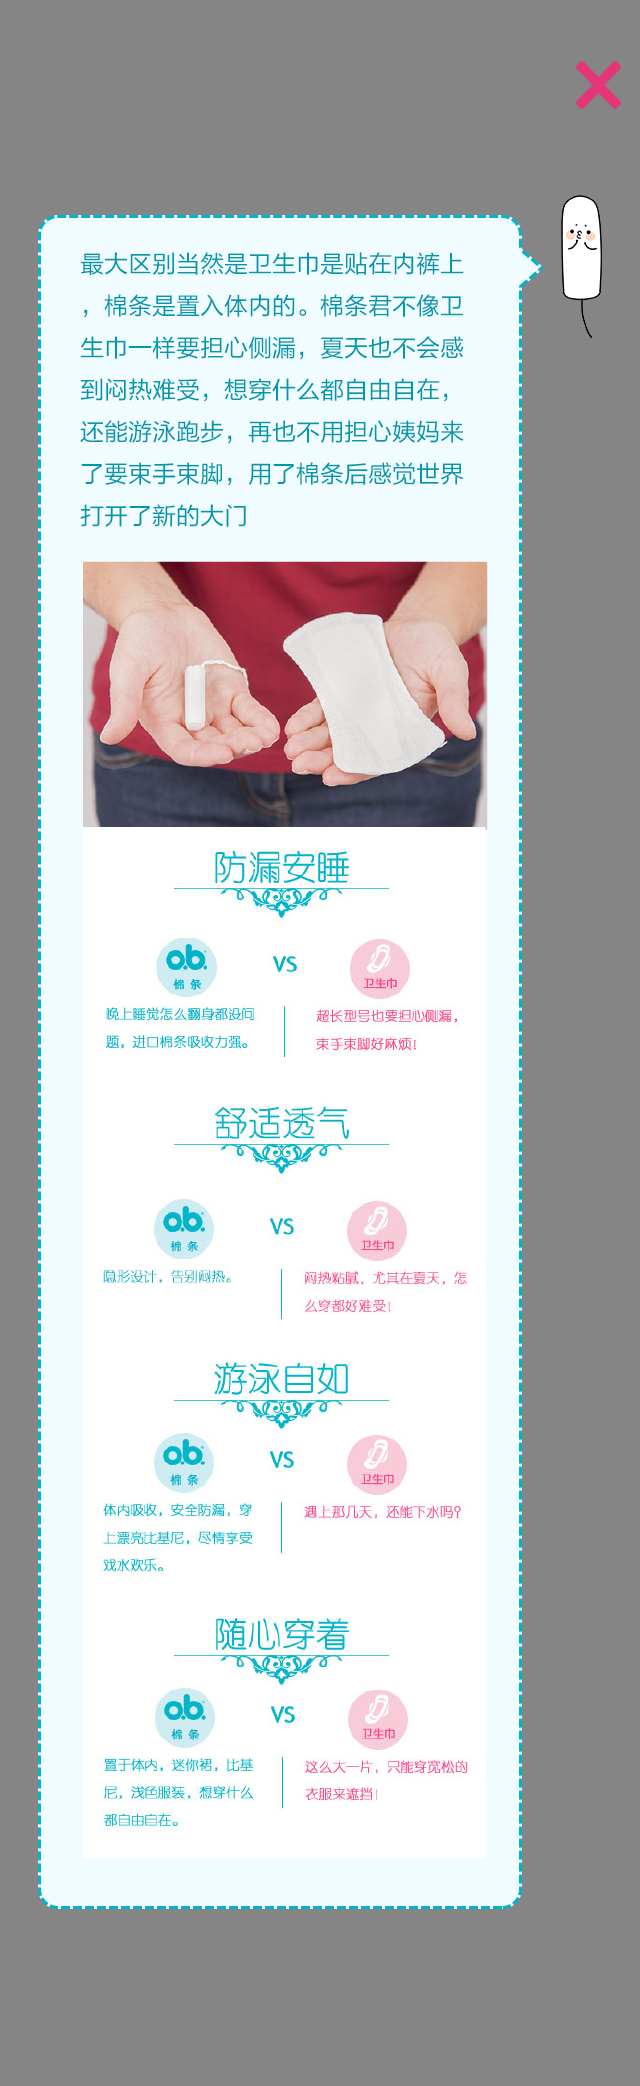 最大区别当然是卫生巾是贴在内裤上
，棉条是置入体内的。棉条君不像卫
生巾一样要担心侧漏，夏天也不会感
到闷热难受，想穿什么都自由自在，
还能游泳跑步，再也不用担心姨妈来
了要束手束脚，用了棉条后感觉世界
打开了新的大门
防漏安睡
o.b.
棉 条
VS
卫生巾
晚上睡觉怎么翻身都没问
题，进口棉条吸收力强。
超长型号也要担心侧漏，
束手束脚好麻烦！
舒适透气
o.b.
棉 条
VS
卫生巾
隐形设计，告别闷热。
闷热粘腻，尤其在夏天，怎
么穿都好难受！
游泳自如
o.b.
棉 条
VS
卫生巾
体内吸收，安全防漏，穿
上漂亮比基尼，尽情享受
戏水欢乐。
遇上那几天，还能下水吗？
随心穿着
o.b.
棉 条
VS
卫生巾
置于体内，迷你裙，比基
尼，浅色服装，想穿什么
都自由自在。
这么大一片，只能穿宽松的
衣服来遮挡！